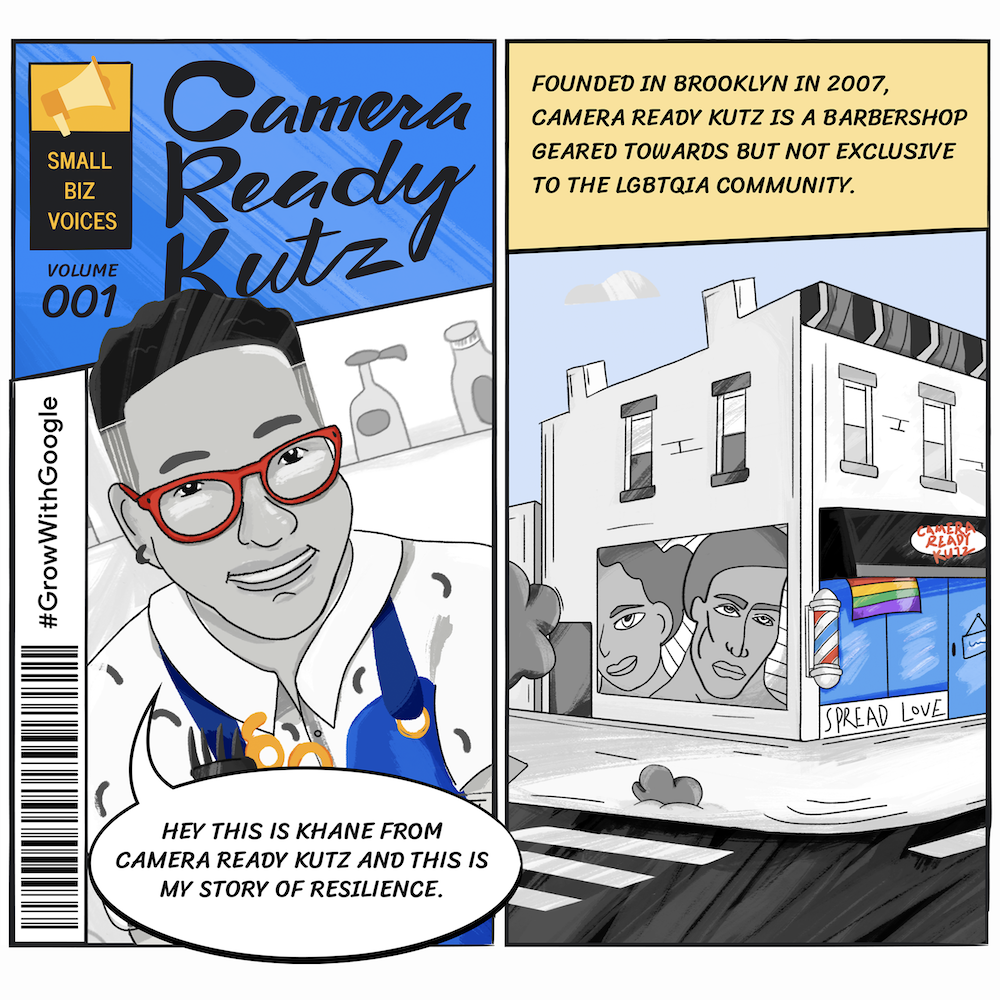 SMALL
BIZ
VOICES
VOLUME
001
Camera
Ready
Kutz
#GrowWithGoogle
HEY THIS IS KHANE FROM
CAMERA READY KUTZ AND THIS IS
MY STORY OF RESILIENCE.
FOUNDED IN BROOKLYN IN 2007,
CAMERA READY KUTZ IS A BARBERSHOP
GEARED TOWARDS BUT NOT EXCLUSIVE
TO THE LGBTQIA COMMUNITY.
CAMERA
READY
KUTZ
SPREAD LOVE